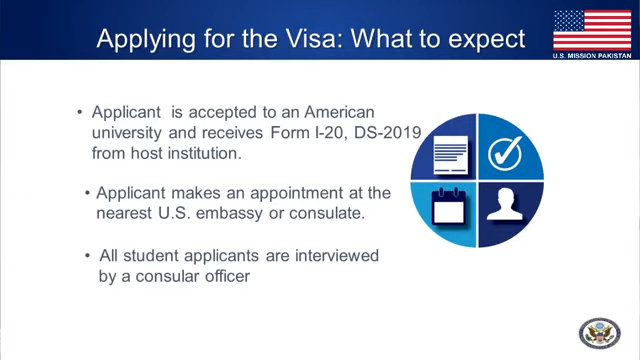 Applying for the Visa: What to expect
U.S. MISSION PAKISTAN
• Applicant is accepted to an American
university and receives Form I-20, DS-2019
from host institution.
• Applicant makes an appointment at the
nearest U.S. embassy or consulate.
• All student applicants are interviewed
by a consular officer